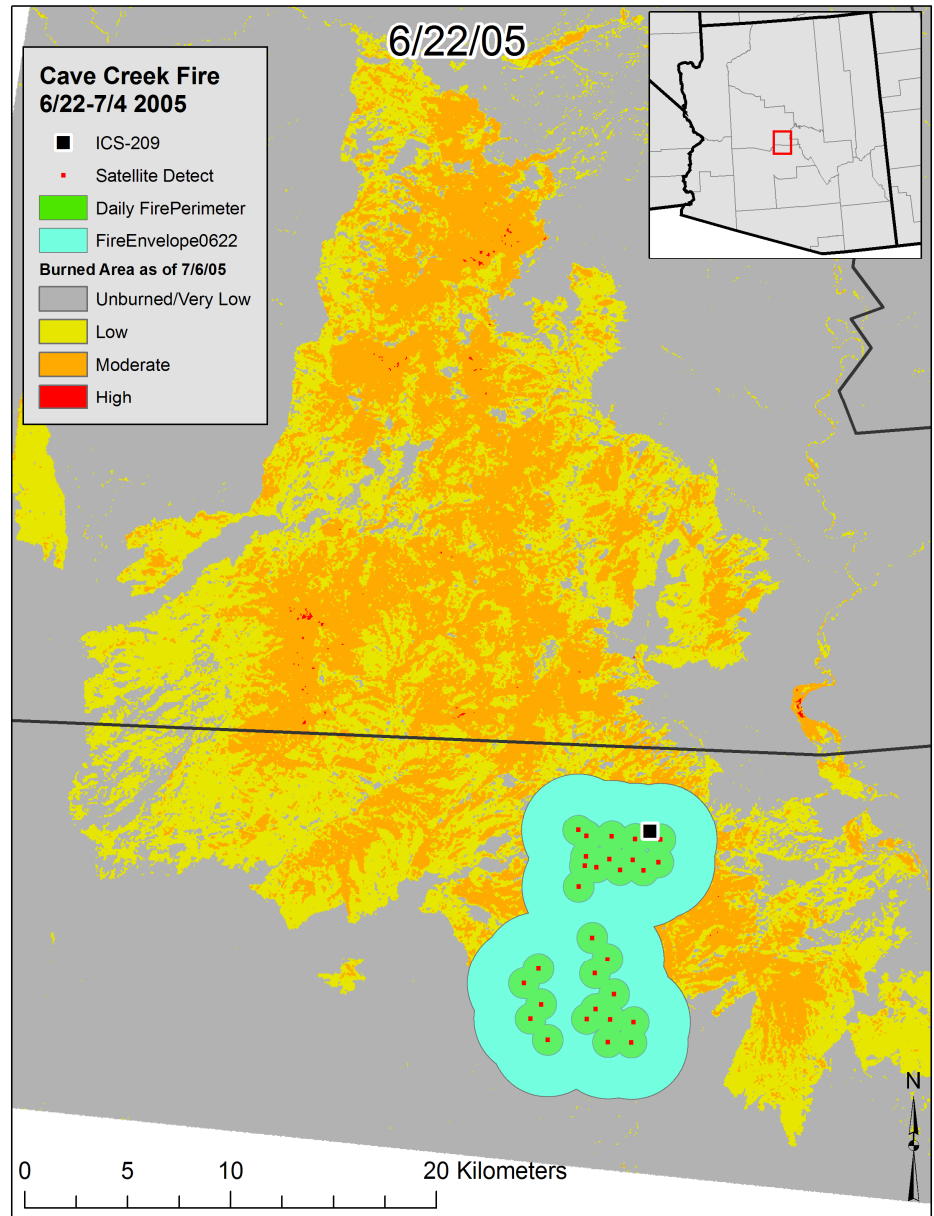 6/22/05
Cave Creek Fire
6/22-7/4 2005
ICS-209
Satellite Detect
Daily FirePerimeter
FireEnvelope0622
Burned Area as of 7/6/05
Unburned/Very Low
Low
Moderate
High
N
0 5 10 20 Kilometers